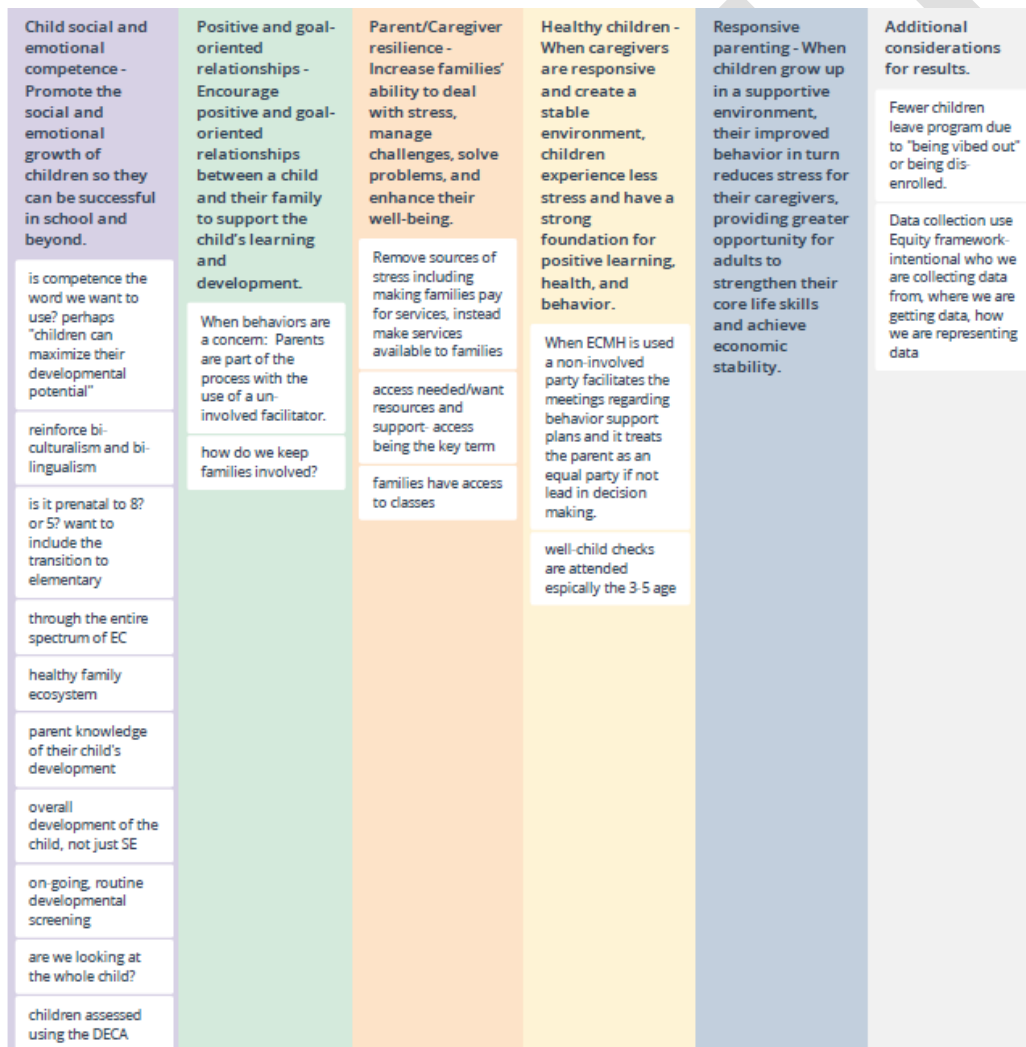 Child social and
emotional
competence -
Promote the
social and
emotional
growth of
children so they
can be successful
in school and
beyond.
is competence the
word we want to
use? perhaps
"children can
maximize their
developmental
potential"
reinforce bi-
culturalism and bi-
lingualism
is it prenatal to 8?
or 5? want to
include the
transition to
elementary
through the entire
spectrum of EC
healthy family
ecosystem
parent knowledge
of their child's
development
overall
development of the
child, not just SE
on-going, routine
developmental
screening
are we looking at
the whole child?
children assessed
using the DECA
Positive and goal-
oriented
relationships -
Encourage
positive and goal-
oriented
relationships
between a child
and their family
to support the
child's learning
and
development.
When behaviors are
a concern: Parents
are part of the
process with the
use of a un-
involved facilitator.
how do we keep
families involved?
Parent/Caregiver
resilience -
Increase families'
ability to deal
with stress,
manage
challenges, solve
problems, and
enhance their
well-being.
Remove sources of
stress including
making families pay
for services, instead
make services
available to families
access needed/want
resources and
support- access
being the key term
families have access
to classes
Healthy children -
When caregivers
are responsive
and create a
stable
environment,
children
experience less
stress and have a
strong
foundation for
positive learning,
health, and
behavior.
When ECMH is used
a non-involved
party facilitates the
meetings regarding
behavior support
plans and it treats
the parent as an
equal party if not
lead in decision
making.
well-child checks
are attended
espically the 3-5 age
Responsive
parenting - When
children grow up
in a supportive
environment,
their improved
behavior in turn
reduces stress for
their caregivers,
providing greater
opportunity for
adults to
strengthen their
core life skills
and achieve
economic
stability.
Additional
considerations
for results.
Fewer children
leave program due
to "being vibed out"
or being dis-
enrolled.
Data collection use
Equity framework-
intentional who we
are collecting data
from, where we are
getting data, how
we are representing
data